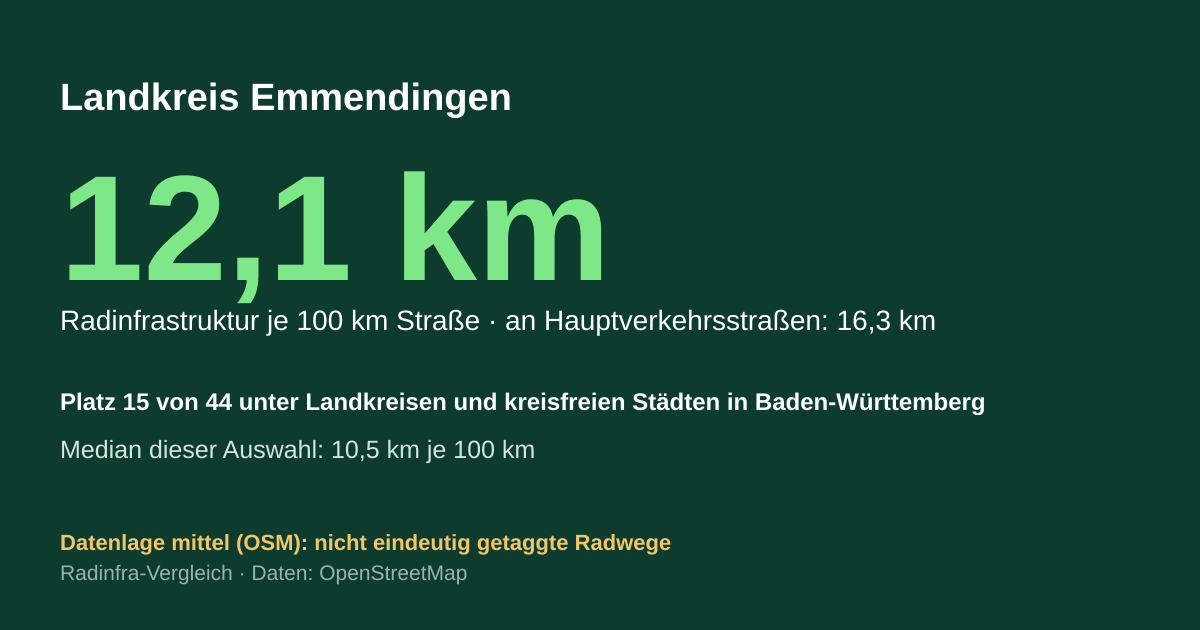 Landkreis Emmendingen
12,1 km
Radinfrastruktur je 100 km Straße · an Hauptverkehrsstraßen: 16,3 km
Platz 15 von 44 unter Landkreisen und kreisfreien Städten in Baden-Württemberg
Median dieser Auswahl: 10,5 km je 100 km
Datenlage mittel (OSM): nicht eindeutig getaggte Radwege
Radinfra-Vergleich · Daten: OpenStreetMap